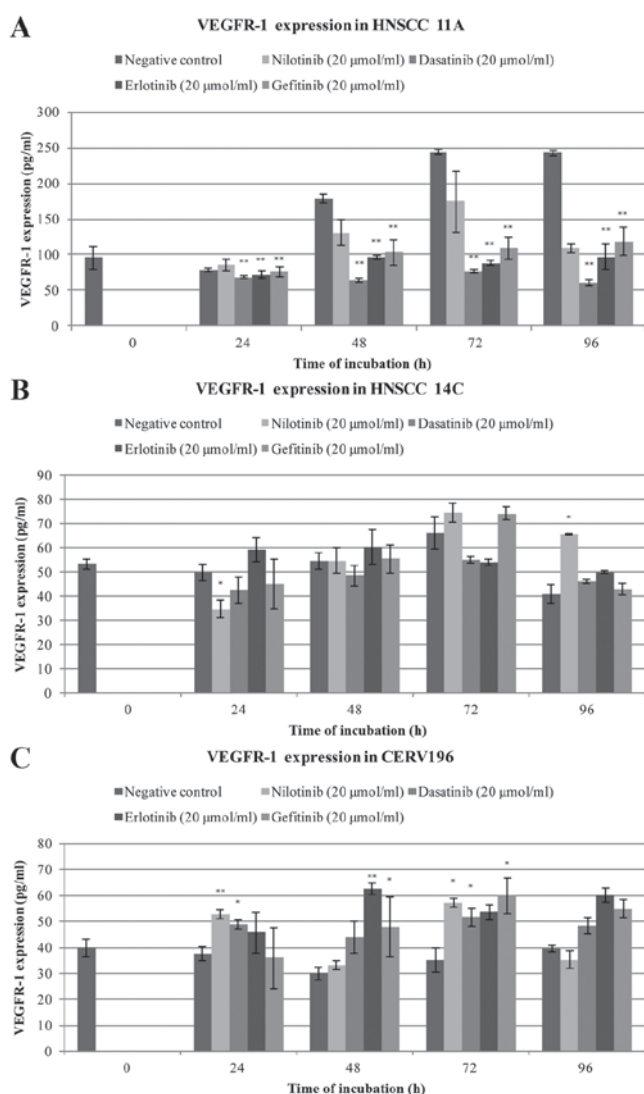 A
VEGFR-1 expression in HNSCC 11A
Negative control Nilotinib (20 μmol/ml) Dasatinib (20 μmol/ml)
Erlotinib (20 μmol/ml) Gefitinib (20 μmol/ml)
VEGFR-1 expression (pg/ml)
300
250
200
150
100
50
0
** ** **
** ** **
** ** **
** ** **
0 24 48 72 96
Time of incubation (h)
B
VEGFR-1 expression in HNSCC 14C
Negative control Nilotinib (20 μmol/ml) Dasatinib (20 μmol/ml)
Erlotinib (20 μmol/ml) Gefitinib (20 μmol/ml)
VEGFR-1 expression (pg/ml)
90
80
70
60
50
40
30
20
10
0
*
*
0 24 48 72 96
Time of incubation (h)
C
VEGFR-1 expression in CERV196
Negative control Nilotinib (20 μmol/ml) Dasatinib (20 μmol/ml)
Erlotinib (20 μmol/ml) Gefitinib (20 μmol/ml)
VEGFR-1 expression (pg/ml)
80
70
60
50
40
30
20
10
0
** *
** *
* * *
0 24 48 72 96
Time of incubation (h)